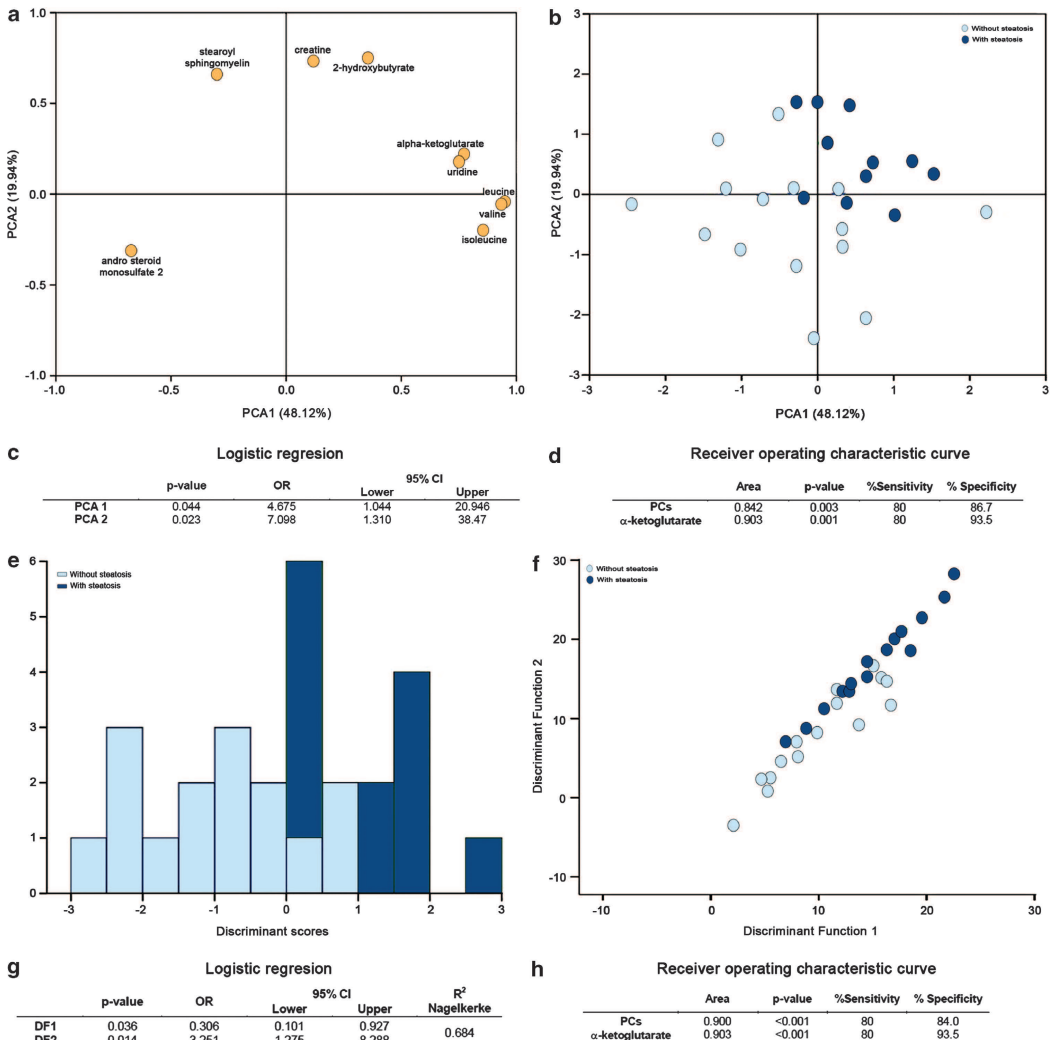 a
1.0
0.5
0.0
-0.5
-1.0
-1.0
-0.5
0.0
0.5
1.0
PCA2 (19.94%)
PCA1 (48.12%)
stearoyl
sphingomyelin
creatine
2-hydroxybutyrate
alpha-ketoglutarate
uridine
leucine
valine
isoleucine
andro steroid
monosulfate 2
b
3
2
1
0
-1
-2
-3
-3
-2
-1
0
1
2
3
PCA2 (19.94%)
PCA1 (48.12%)
Without steatosis
With steatosis
c
Logistic regresion
p-value OR 95% CI
Lower Upper
PCA 1 0.044 4.675 1.044 20.946
PCA 2 0.023 7.098 1.310 38.47
d
Receiver operating characteristic curve
Area p-value %Sensitivity % Specificity
PCs 0.842 0.003 80 86.7
α-ketoglutarate 0.903 0.001 80 93.5
e
6
5
4
3
2
1
0
-3
-2
-1
0
1
2
3
Discriminant scores
Without steatosis
With steatosis
f
30
20
10
0
-10
-10
0
10
20
30
Discriminant Function 2
Discriminant Function 1
Without steatosis
With steatosis
g
Logistic regresion
p-value OR 95% CI R²
Lower Upper Nagelkerke
DF1 0.036 0.306 0.101 0.927
0.684
DF2 0.014 3.251 1.275 8.288
h
Receiver operating characteristic curve
Area p-value %Sensitivity % Specificity
PCs 0.900 <0.001 80 84.0
α-ketoglutarate 0.903 <0.001 80 93.5